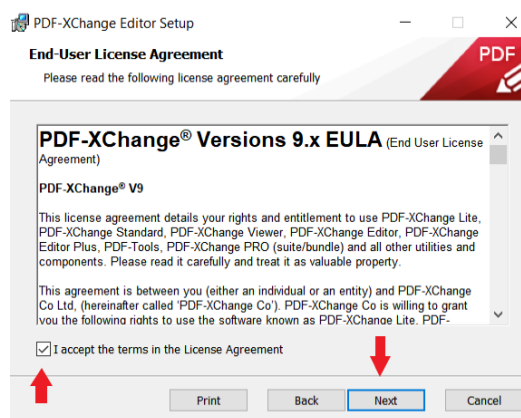 PDF-XChange Editor Setup
End-User License Agreement
Please read the following license agreement carefully
PDF
PDF-XChange® Versions 9.x EULA (End User License
Agreement)
PDF-XChange® V9
This license agreement details your rights and entitlement to use PDF-XChange Lite,
PDF-XChange Standard, PDF-XChange Viewer, PDF-XChange Editor, PDF-XChange
Editor Plus, PDF-Tools, PDF-XChange PRO (suite/bundle) and all other utilities and
components. Please read it carefully and treat it as valuable property.
This agreement is between you (either an individual or an entity) and PDF-XChange
Co Ltd, (hereinafter called 'PDF-XChange Co'). PDF-XChange Co is willing to grant
you the following rights to use the software known as PDF-XChange Lite, PDF-
I accept the terms in the License Agreement
Print
Back
Next
Cancel